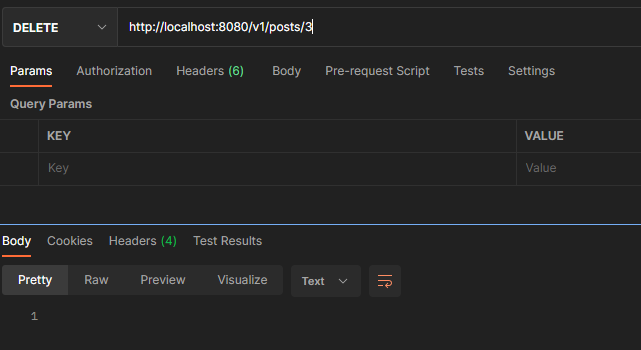 DELETE http://localhost:8080/v1/posts/3
Params Authorization Headers (6) Body Pre-request Script Tests Settings
Query Params
KEY VALUE
Key Value
Body Cookies Headers (4) Test Results
Pretty Raw Preview Visualize Text
1